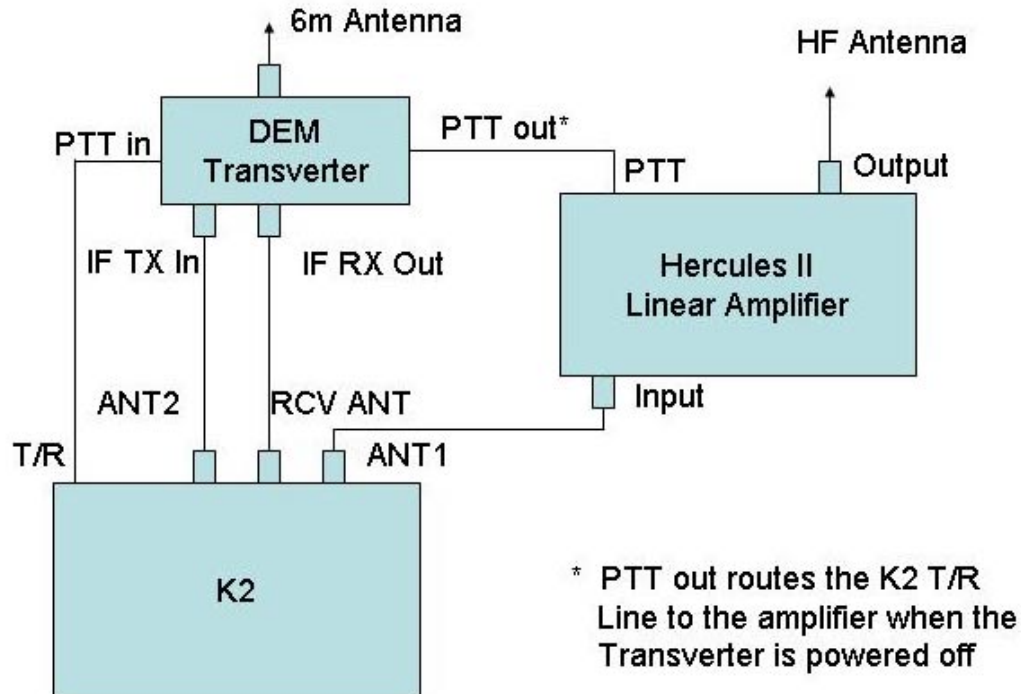 6m Antenna
HF Antenna
DEM
Transverter
PTT in
PTT out*
PTT
Output
IF TX In
IF RX Out
Hercules II
Linear Amplifier
Input
ANT2
RCV ANT
T/R
ANT1
K2
* PTT out routes the K2 T/R
Line to the amplifier when the
Transverter is powered off